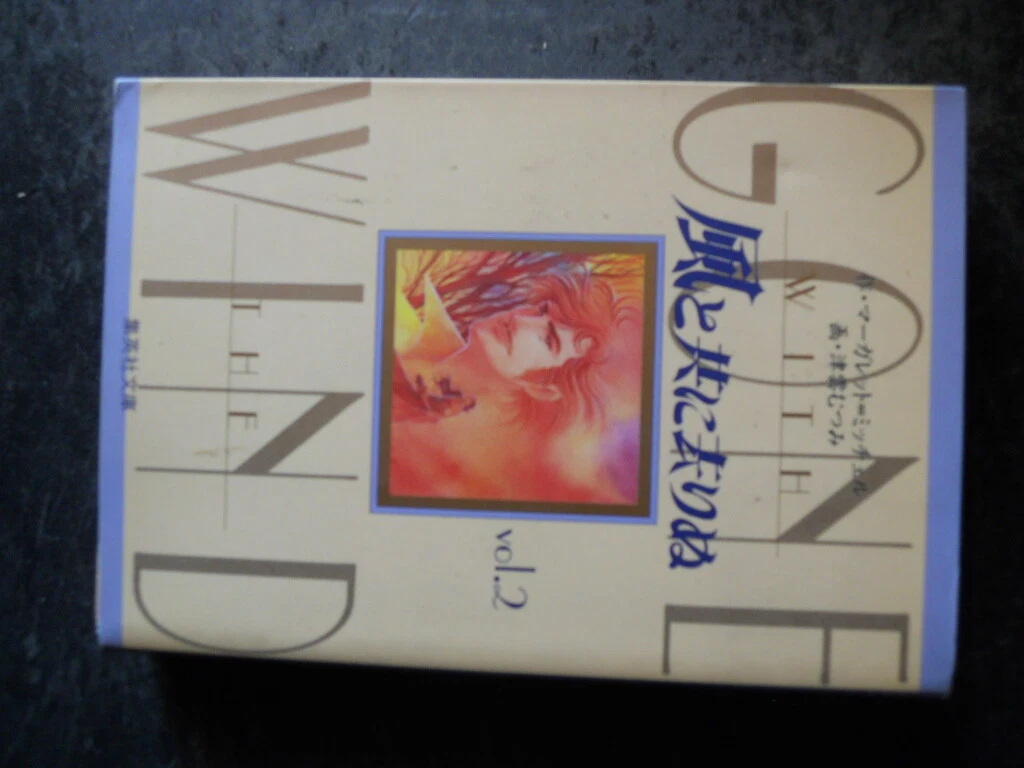 GONE
WITH
作・マーガレット=ミッチェル
画・津雲むつみ
風と共に去りぬ
vol.2
THE
WIND
集英社文庫